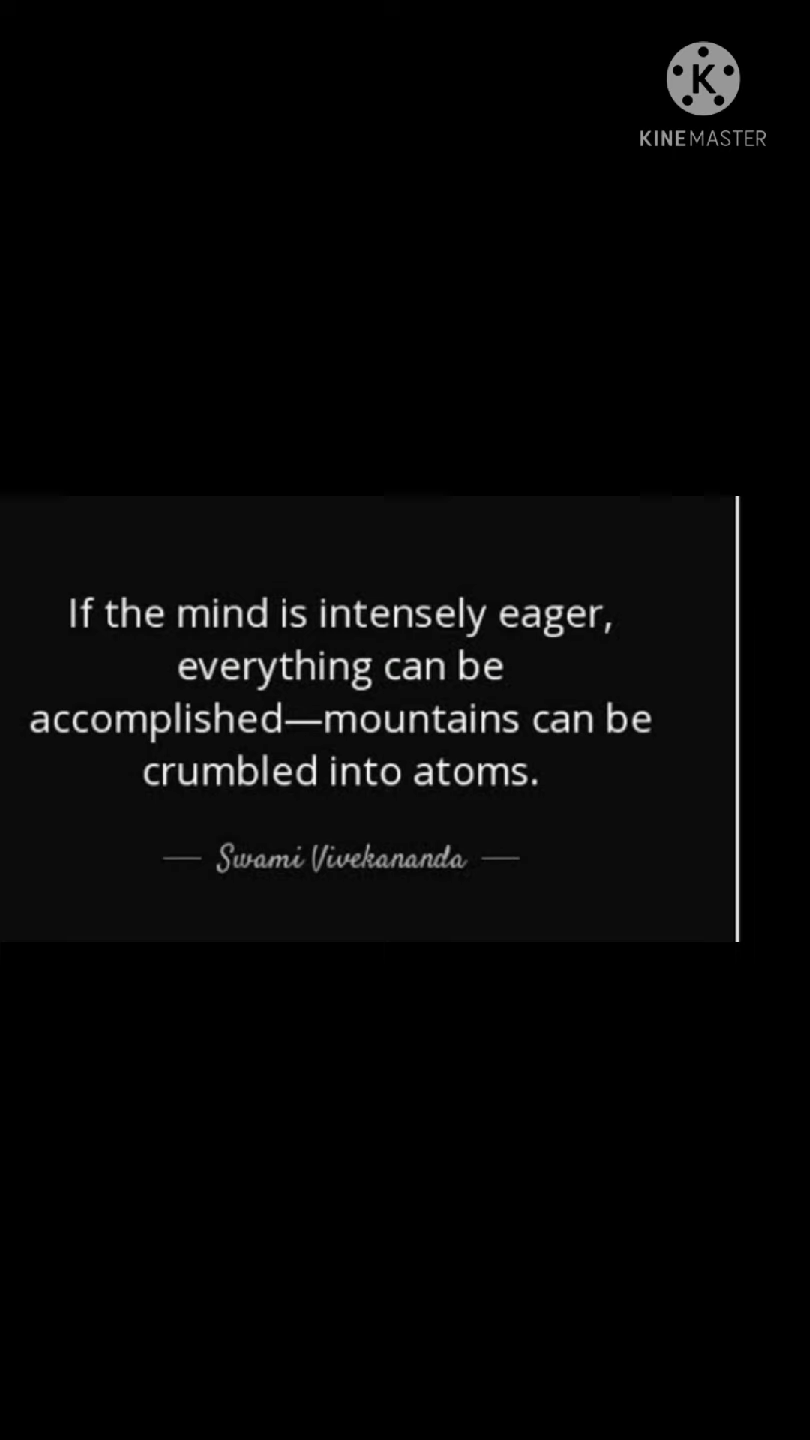 K
KINEMASTER
If the mind is intensely eager,
everything can be
accomplished—mountains can be
crumbled into atoms.
— Swami Vivekananda —